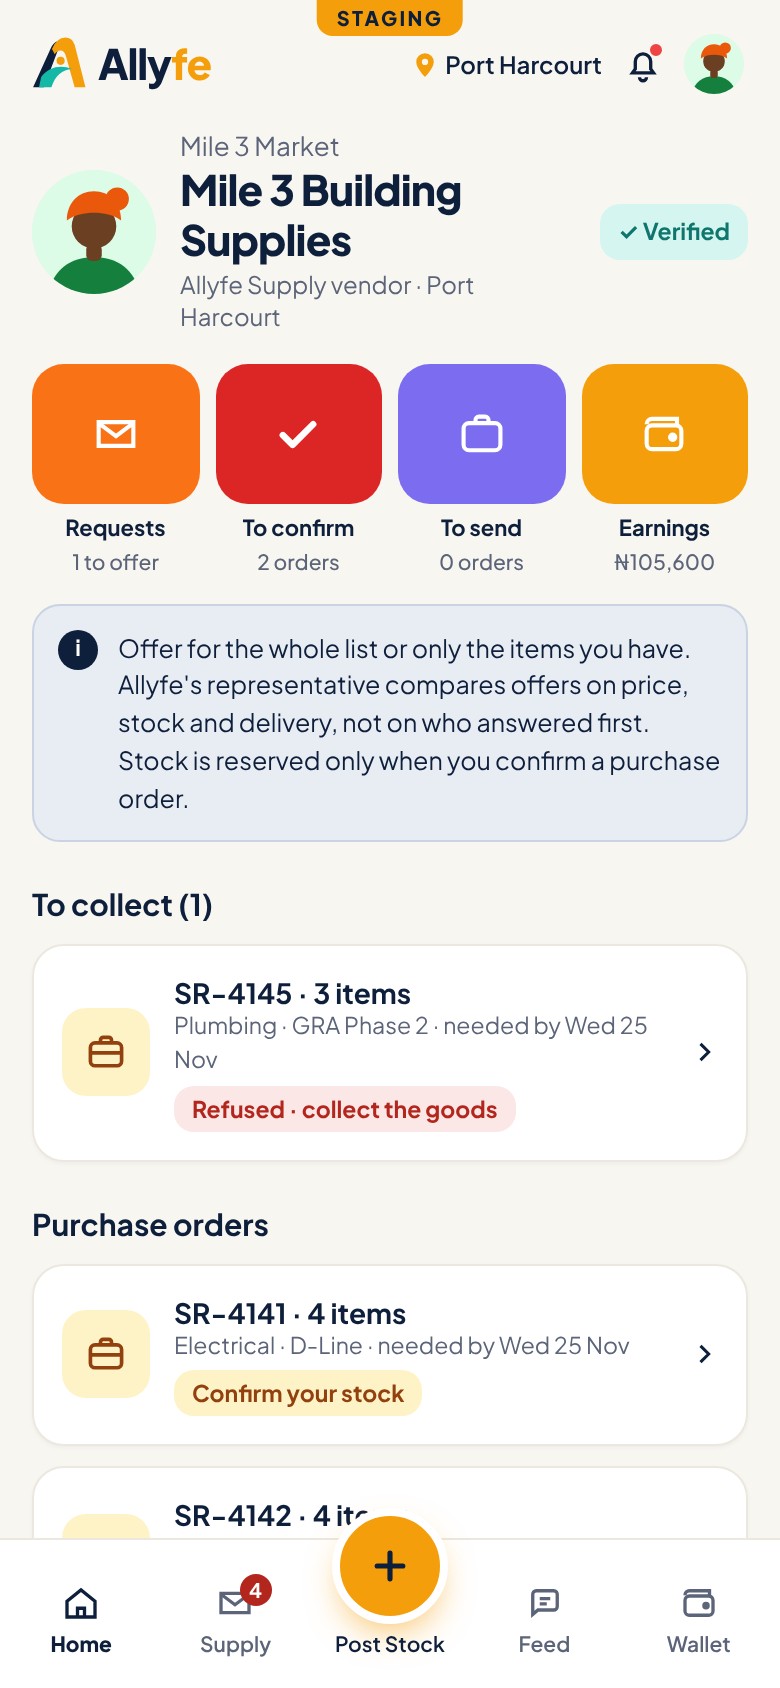 STAGING
Allyfe
Port Harcourt
Mile 3 Market
Mile 3 Building
Supplies
Allyfe Supply vendor · Port
Harcourt
Verified
Requests
1 to offer
To confirm
2 orders
To send
0 orders
Earnings
₦105,600
i
Offer for the whole list or only the items you have.
Allyfe's representative compares offers on price,
stock and delivery, not on who answered first.
Stock is reserved only when you confirm a purchase
order.
To collect (1)
SR-4145 · 3 items
Plumbing · GRA Phase 2 · needed by Wed 25
Nov
Refused · collect the goods
Purchase orders
SR-4141 · 4 items
Electrical · D-Line · needed by Wed 25 Nov
Confirm your stock
SR-4142 · 4
Home
4
Supply
Post Stock
Feed
Wallet